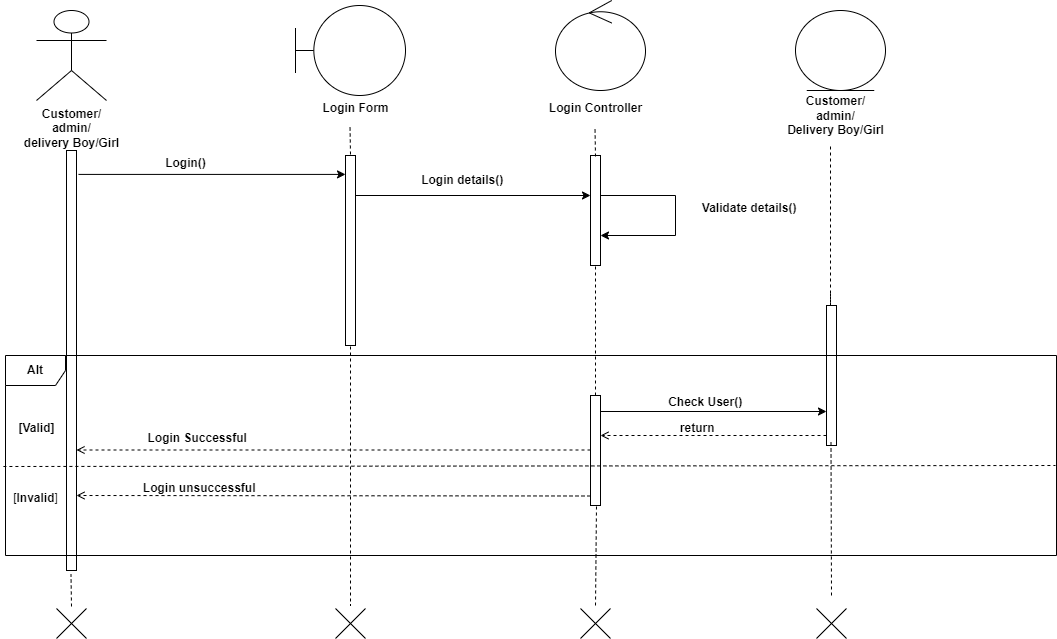 Customer/
admin/
delivery Boy/Girl
Login Form
Login Controller
Customer/
admin/
Delivery Boy/Girl
Login()
Login details()
Validate details()
Alt
Check User()
[Valid]
return
Login Successful
Login unsuccessful
[Invalid]